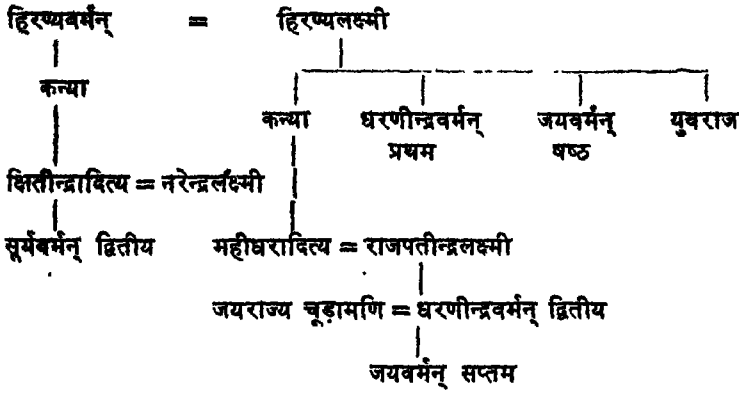 हिरण्यवर्मन् = हिरण्यलक्ष्मी
कन्या
कन्या धरणीन्द्रवर्मन् जयवर्मन् युवराज
प्रथम षष्ठ
क्षितीन्द्रादित्य = नरेन्द्रलक्ष्मी
सूर्यवर्मन् द्वितीय महीधरादित्य = राजपतीन्द्रलक्ष्मी
जयराज्य चूड़ामणि = धरणीन्द्रवर्मन् द्वितीय
जयवर्मन् सप्तम